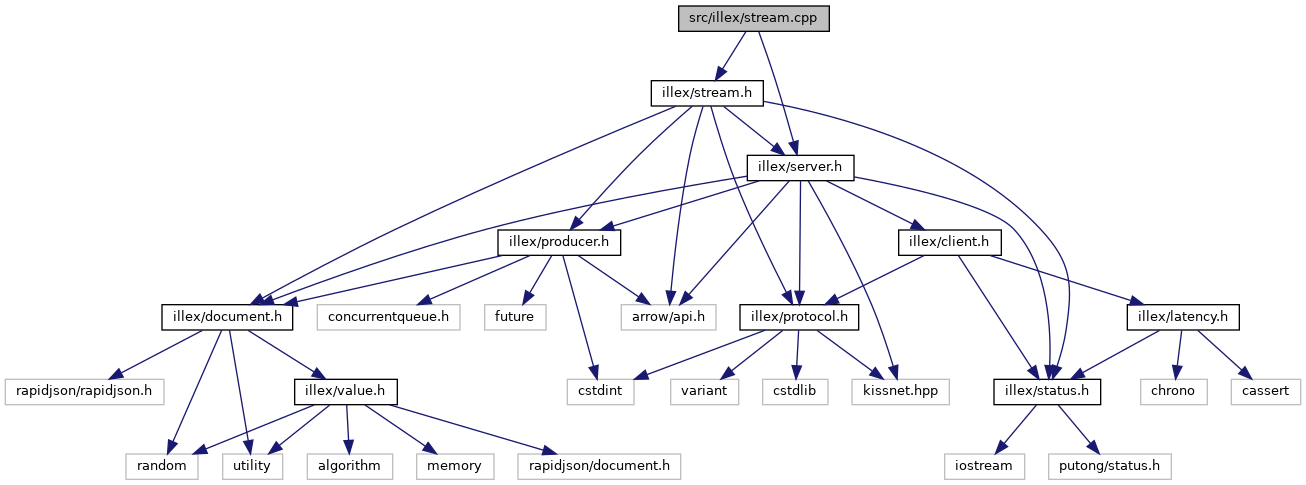 src/illex/stream.cpp
illex/stream.h
illex/server.h
illex/producer.h
illex/client.h
illex/document.h
concurrentqueue.h
future
arrow/api.h
illex/protocol.h
illex/latency.h
rapidjson/rapidjson.h
illex/value.h
cstdint
variant
cstdlib
kissnet.hpp
illex/status.h
chrono
cassert
random
utility
algorithm
memory
rapidjson/document.h
iostream
putong/status.h